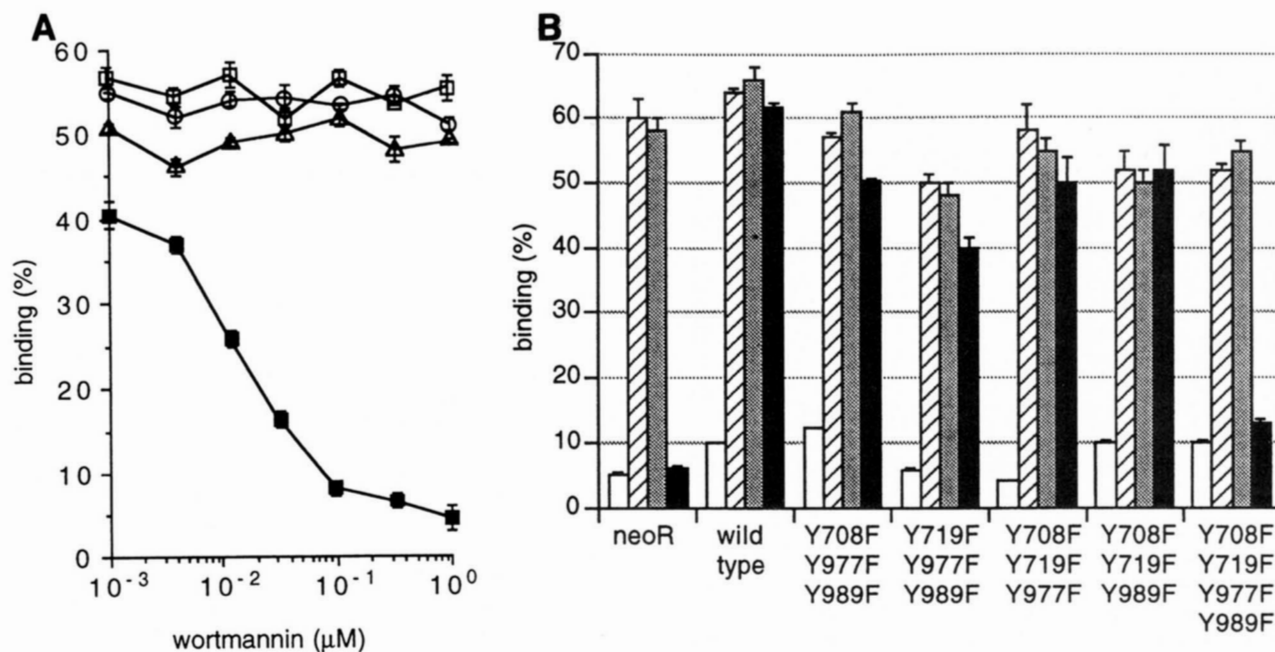 A
60
50
40
30
20
10
0
binding (%)
10⁻³ 10⁻² 10⁻¹ 10⁰
wortmannin (µM)
B
70
60
50
40
30
20
10
0
binding (%)
neoR
wild
type
Y708F
Y977F
Y989F
Y719F
Y977F
Y989F
Y708F
Y719F
Y977F
Y708F
Y719F
Y989F
Y708F
Y719F
Y977F
Y989F